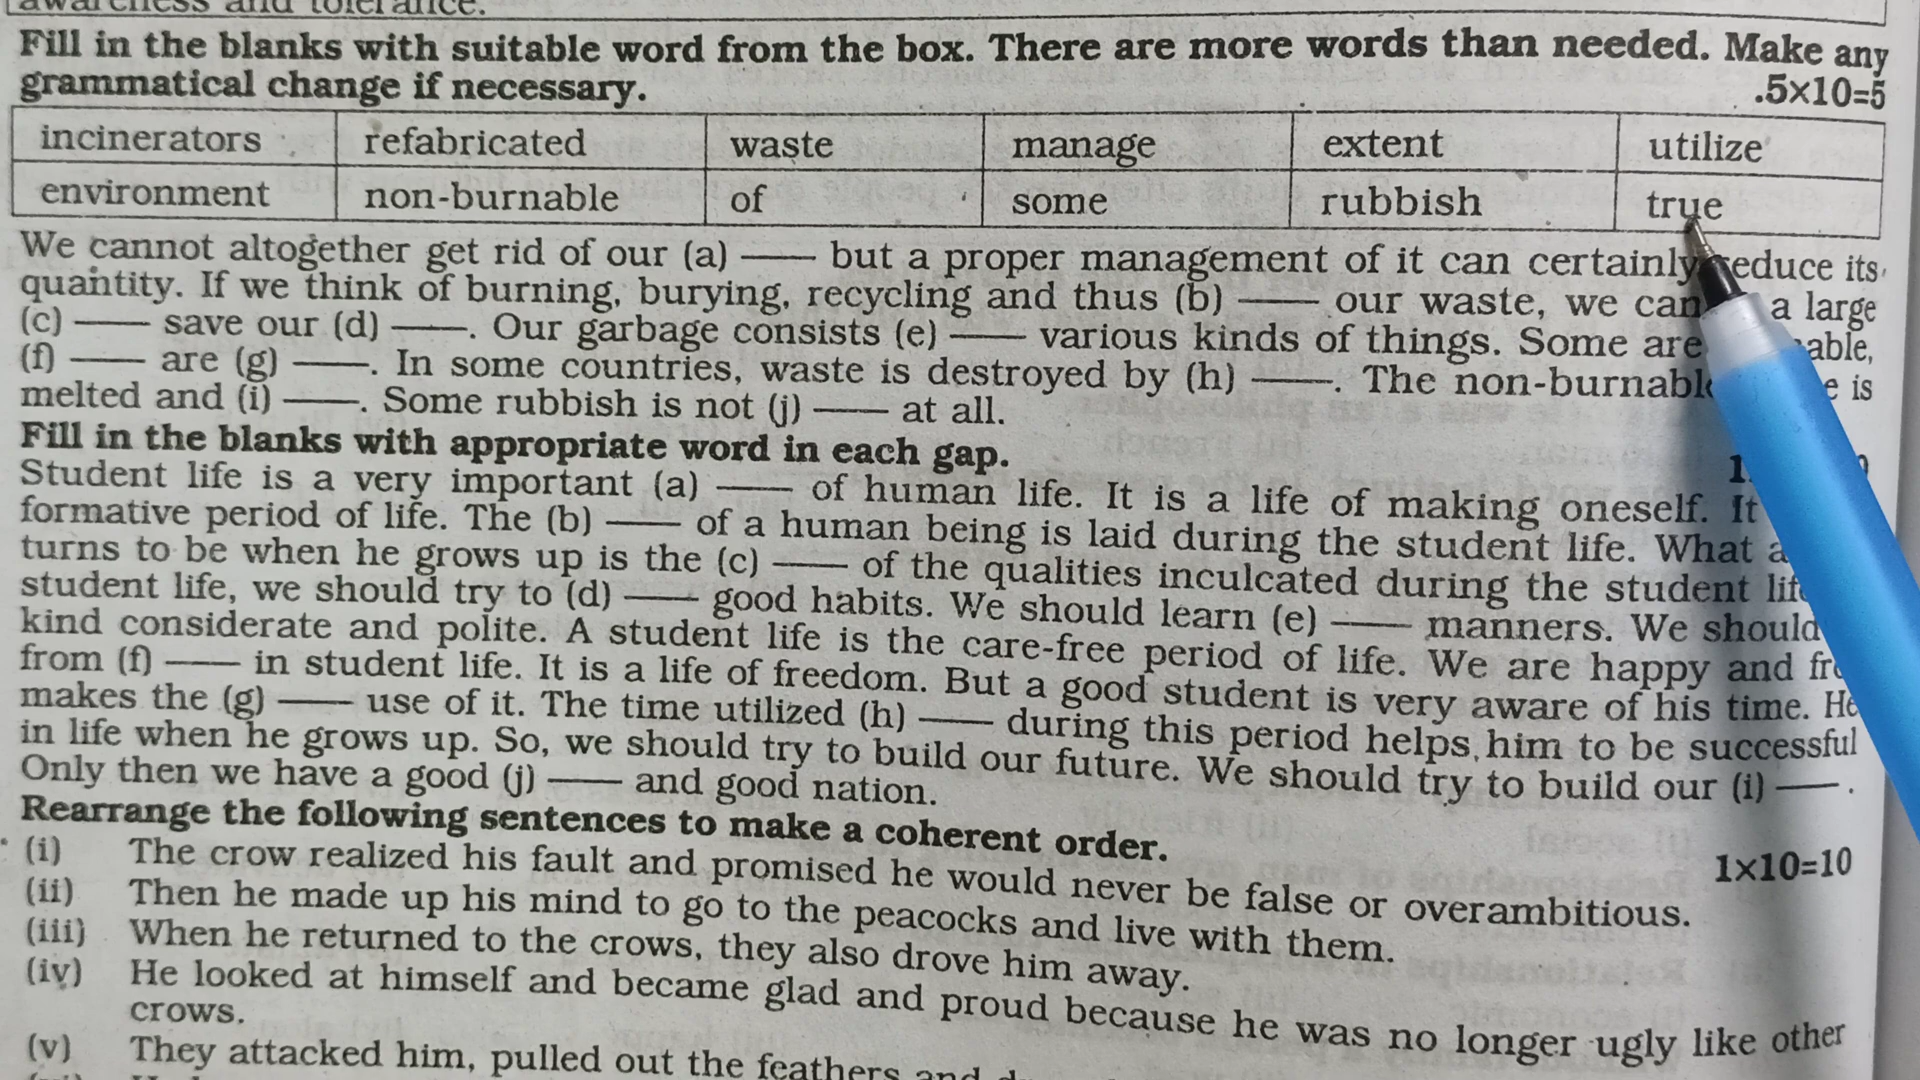 awareness and tolerance.
Fill in the blanks with suitable word from the box. There are more words than needed. Make any
grammatical change if necessary. .5×10=5
incinerators refabricated waste manage extent utilize
environment non-burnable of some rubbish true
We cannot altogether get rid of our (a) —— but a proper management of it can certainly reduce its
quantity. If we think of burning, burying, recycling and thus (b) —— our waste, we can a large
(c) —— save our (d) ——. Our garbage consists (e) —— various kinds of things. Some are
(f) —— are (g) ——. In some countries, waste is destroyed by (h) ——. The non-burnable is
melted and (i) ——. Some rubbish is not (j) —— at all.
Fill in the blanks with appropriate word in each gap.
Student life is a very important (a) —— of human life. It is a life of making oneself. It
formative period of life. The (b) —— of a human being is laid during the student life. What
turns to be when he grows up is the (c) —— of the qualities inculcated during the student
student life, we should try to (d) —— good habits. We should learn (e) —— manners. We should
kind considerate and polite. A student life is the care-free period of life. We are happy and
from (f) —— in student life. It is a life of freedom. But a good student is very aware of his time. He
makes the (g) —— use of it. The time utilized (h) —— during this period helps him to be successful
in life when he grows up. So, we should try to build our future. We should try to build our (i) —— .
Only then we have a good (j) —— and good nation.
Rearrange the following sentences to make a coherent order. 1×10=10
(i) The crow realized his fault and promised he would never be false or overambitious.
(ii) Then he made up his mind to go to the peacocks and live with them.
(iii) When he returned to the crows, they also drove him away.
(iv) He looked at himself and became glad and proud because he was no longer ugly like other
crows.
(v) They attacked him, pulled out the feathers and